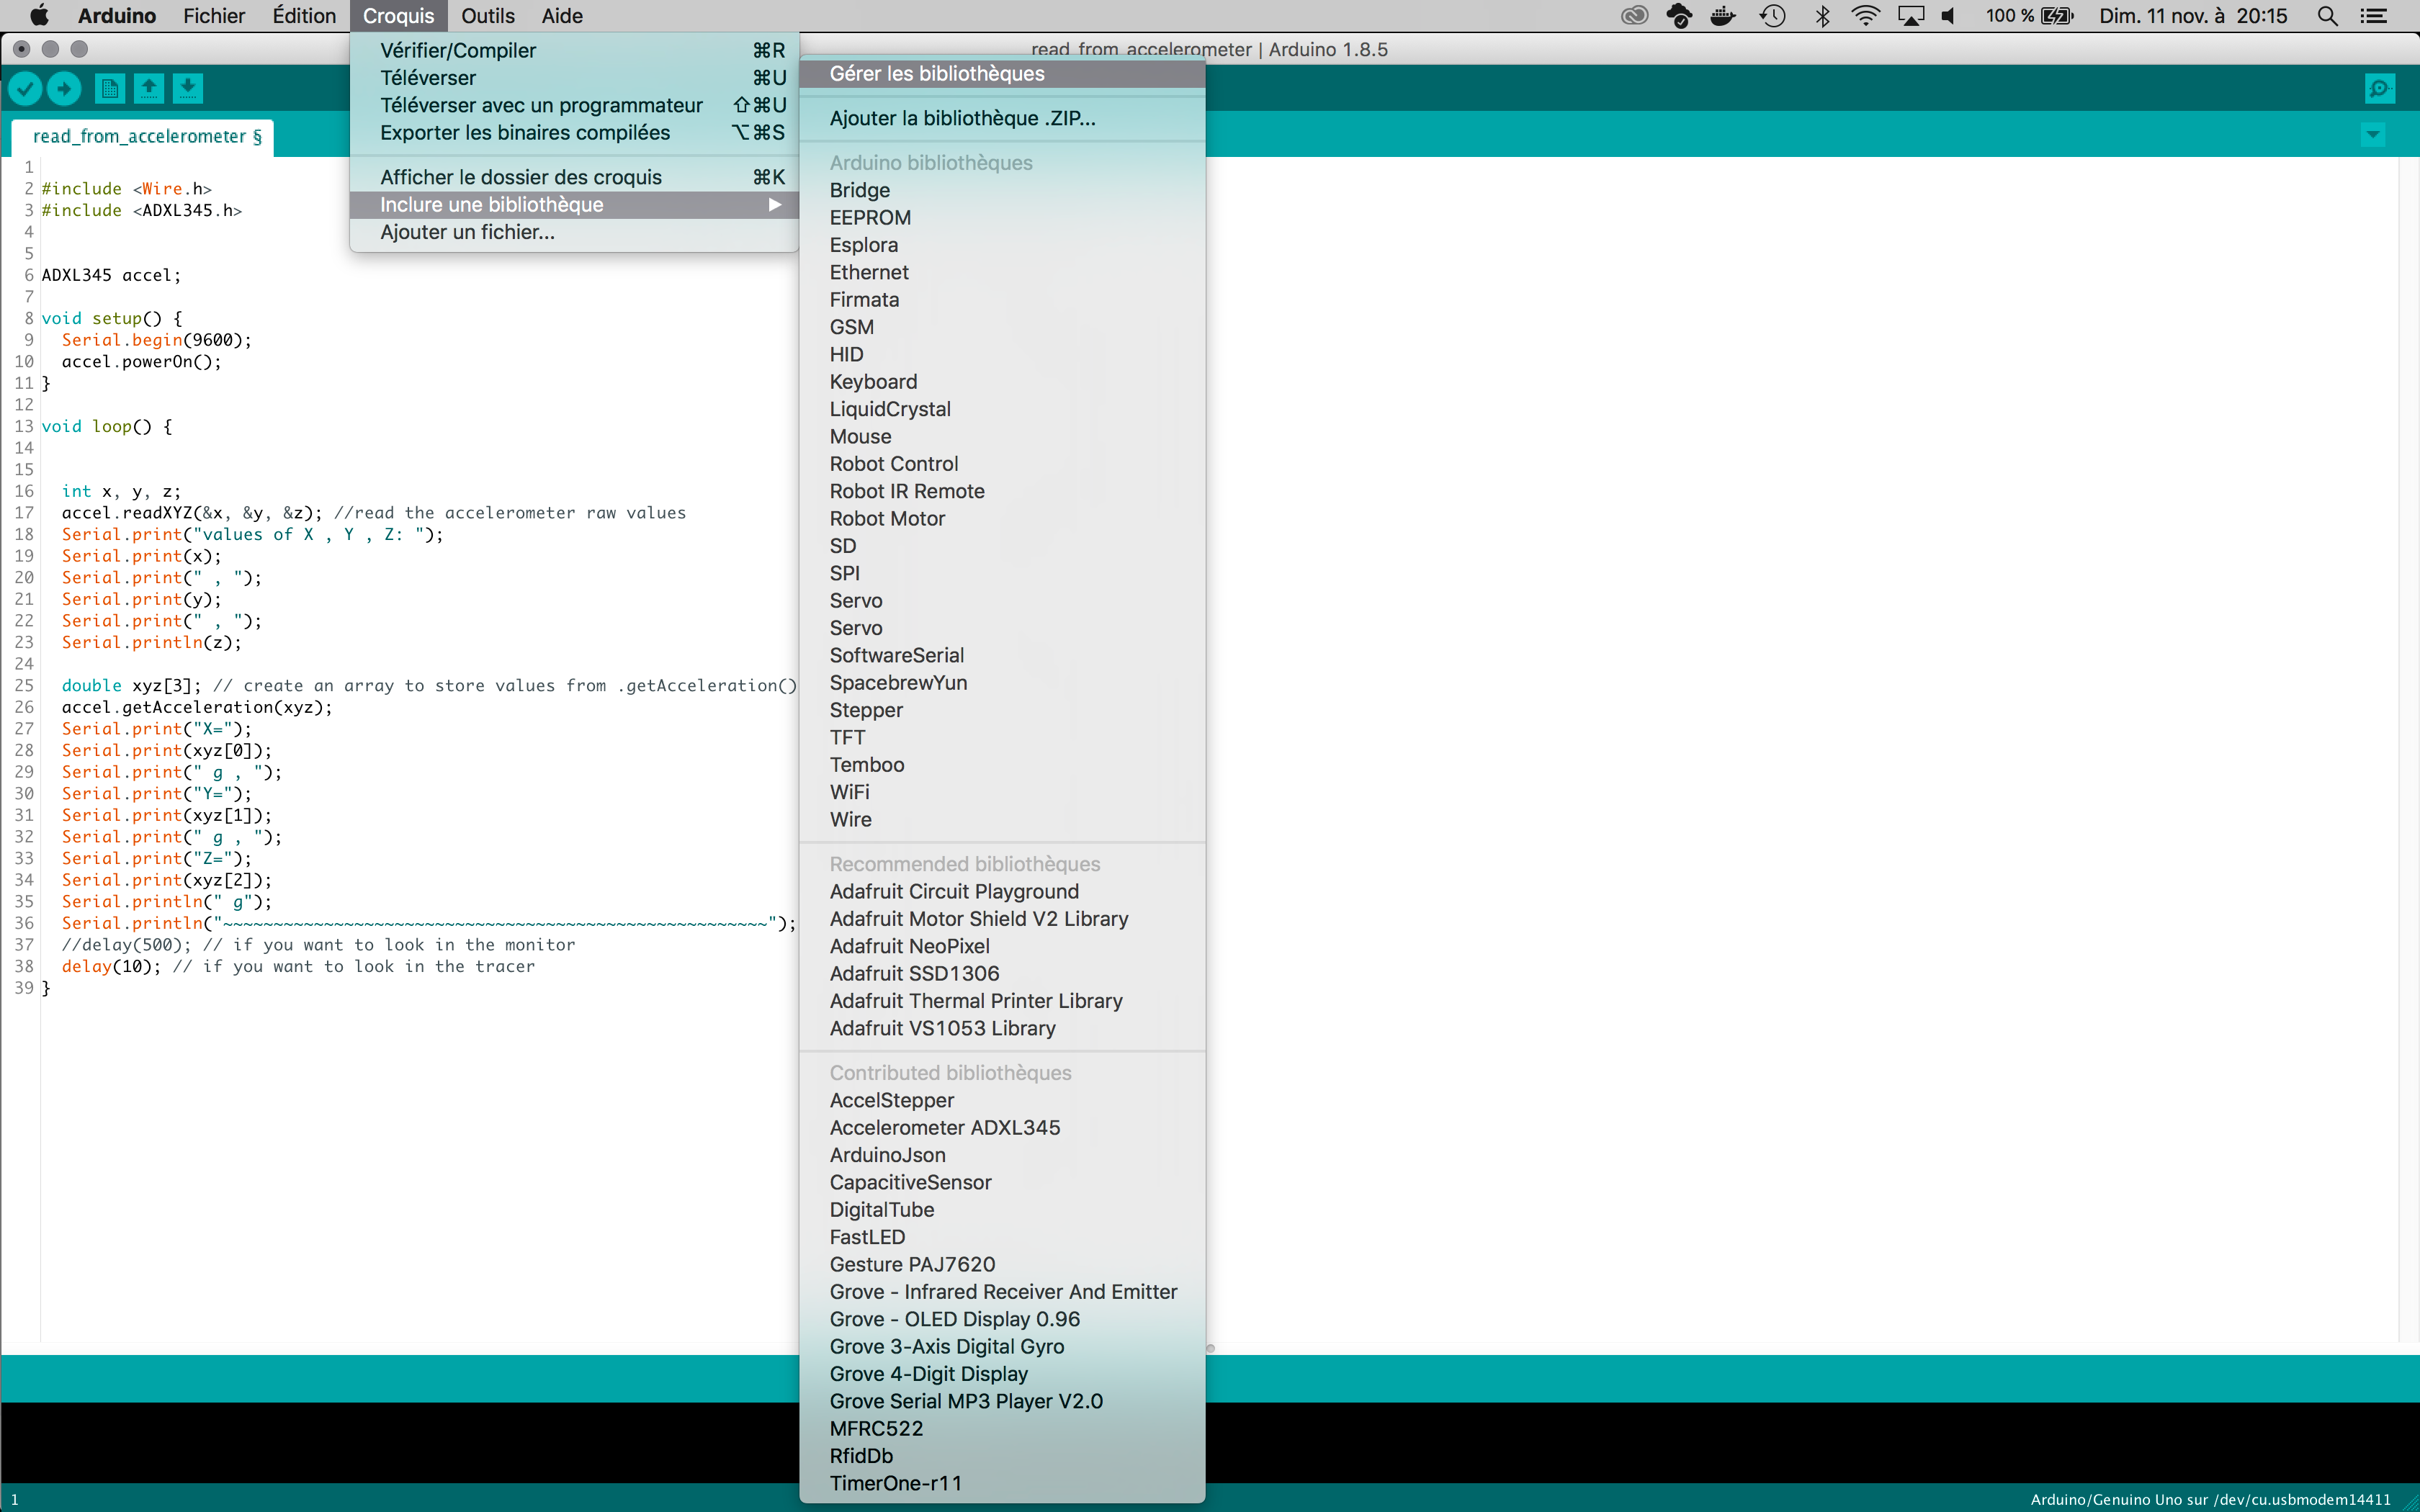 Arduino Fichier Édition Croquis Outils Aide
100 % Dim. 11 nov. à 20:15
read_from_accelerometer | Arduino 1.8.5
Vérifier/Compiler ⌘R
Téléverser ⌘U
Téléverser avec un programmateur ⇧⌘U
Exporter les binaires compilées ⌥⌘S
Afficher le dossier des croquis ⌘K
Inclure une bibliothèque ▶
Ajouter un fichier...
Gérer les bibliothèques
Ajouter la bibliothèque .ZIP...
Arduino bibliothèques
Bridge
EEPROM
Esplora
Ethernet
Firmata
GSM
HID
Keyboard
LiquidCrystal
Mouse
Robot Control
Robot IR Remote
Robot Motor
SD
SPI
Servo
Servo
SoftwareSerial
SpacebrewYun
Stepper
TFT
Temboo
WiFi
Wire
Recommended bibliothèques
Adafruit Circuit Playground
Adafruit Motor Shield V2 Library
Adafruit NeoPixel
Adafruit SSD1306
Adafruit Thermal Printer Library
Adafruit VS1053 Library
Contributed bibliothèques
AccelStepper
Accelerometer ADXL345
ArduinoJson
CapacitiveSensor
DigitalTube
FastLED
Gesture PAJ7620
Grove - Infrared Receiver And Emitter
Grove - OLED Display 0.96
Grove 3-Axis Digital Gyro
Grove 4-Digit Display
Grove Serial MP3 Player V2.0
MFRC522
RfidDb
TimerOne-r11
read_from_accelerometer §
1
2 #include <Wire.h>
3 #include <ADXL345.h>
4
5
6 ADXL345 accel;
7
8 void setup() {
9 Serial.begin(9600);
10 accel.powerOn();
11 }
12
13 void loop() {
14
15
16 int x, y, z;
17 accel.readXYZ(&x, &y, &z); //read the accelerometer raw values
18 Serial.print("values of X , Y , Z: ");
19 Serial.print(x);
20 Serial.print(" , ");
21 Serial.print(y);
22 Serial.print(" , ");
23 Serial.println(z);
24
25 double xyz[3]; // create an array to store values from .getAcceleration()
26 accel.getAcceleration(xyz);
27 Serial.print("X=");
28 Serial.print(xyz[0]);
29 Serial.print(" g , ");
30 Serial.print("Y=");
31 Serial.print(xyz[1]);
32 Serial.print(" g , ");
33 Serial.print("Z=");
34 Serial.print(xyz[2]);
35 Serial.println(" g");
36 Serial.println("~~~~~~~~~~~~~~~~~~~~~~~~~~~~~~~~~~~~~~~~~~~~~~~~~~~~~~");
37 //delay(500); // if you want to look in the monitor
38 delay(10); // if you want to look in the tracer
39 }
1
Arduino/Genuino Uno sur /dev/cu.usbmodem14411